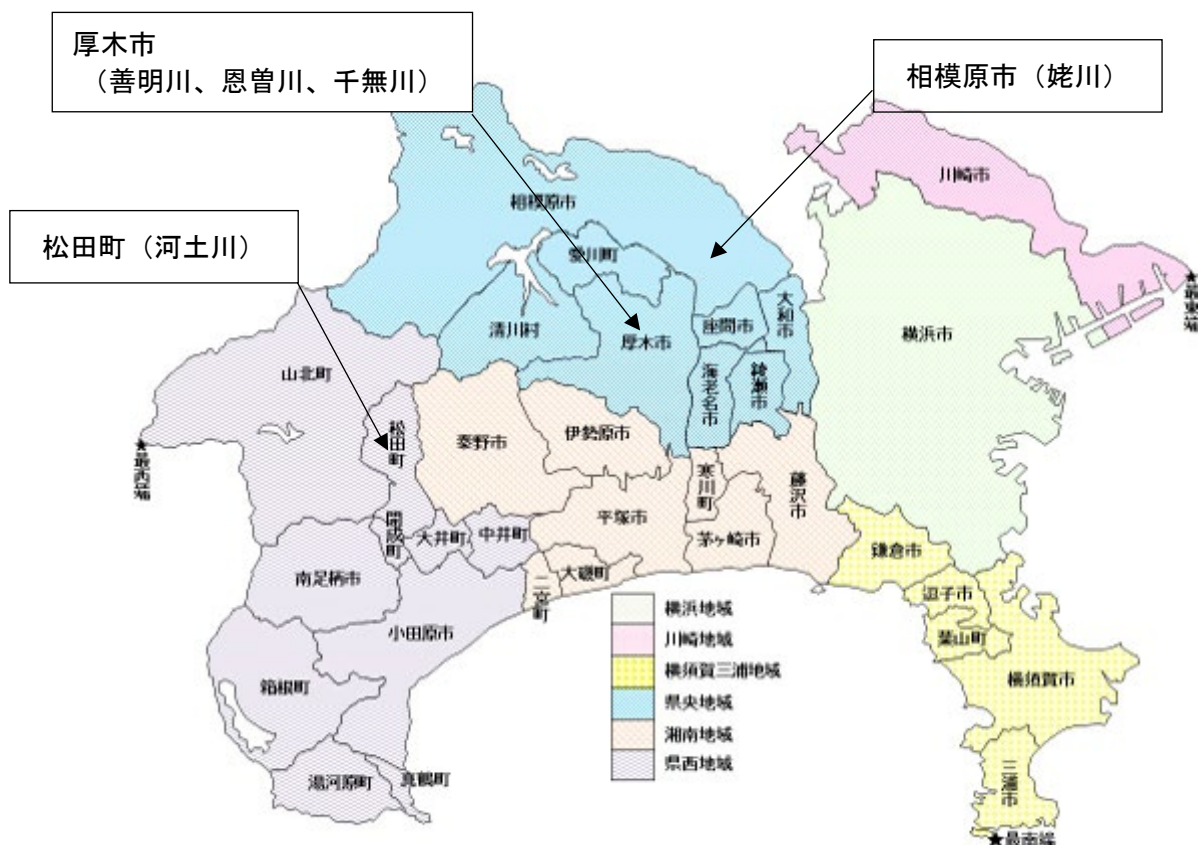 厚木市
（善明川、恩曽川、千無川）
相模原市（姥川）
松田町（河土川）
川崎市
相模原市
愛川町
大和市
★最東端
座間市
清川村
厚木市
横浜市
海老名市
綾瀬市
山北町
松田町
秦野市
伊勢原市
★最西端
寒川町
藤沢市
平塚市
開成町
大井町
中井町
茅ヶ崎市
鎌倉市
南足柄市
大磯町
二宮町
逗子市
小田原市
葉山町
横須賀市
箱根町
湯河原町
真鶴町
三浦市
★最南端
横浜地域
川崎地域
横須賀三浦地域
県央地域
湘南地域
県西地域